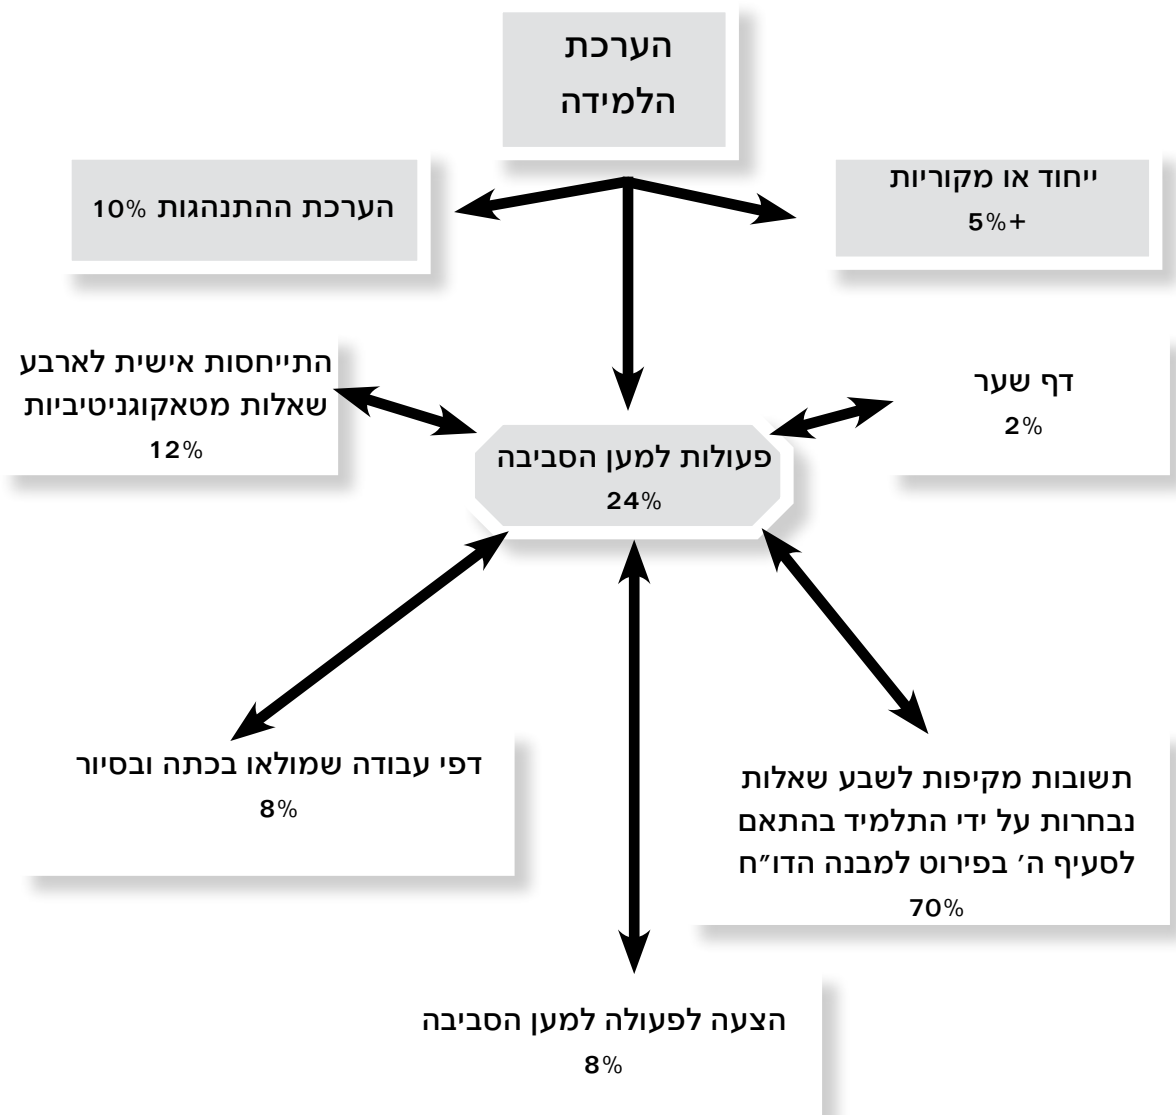 הערכת
הלמידה
ייחוד או מקוריות
5%+
הערכת ההתנהגות 10%
דף שער
2%
התייחסות אישית לארבע
שאלות מטאקוגניטיביות
12%
פעולות למען הסביבה
24%
תשובות מקיפות לשבע שאלות
נבחרות על ידי התלמיד בהתאם
לסעיף ה׳ בפירוט למבנה הדו״ח
70%
דפי עבודה שמולאו בכתה ובסיור
8%
הצעה לפעולה למען הסביבה
8%